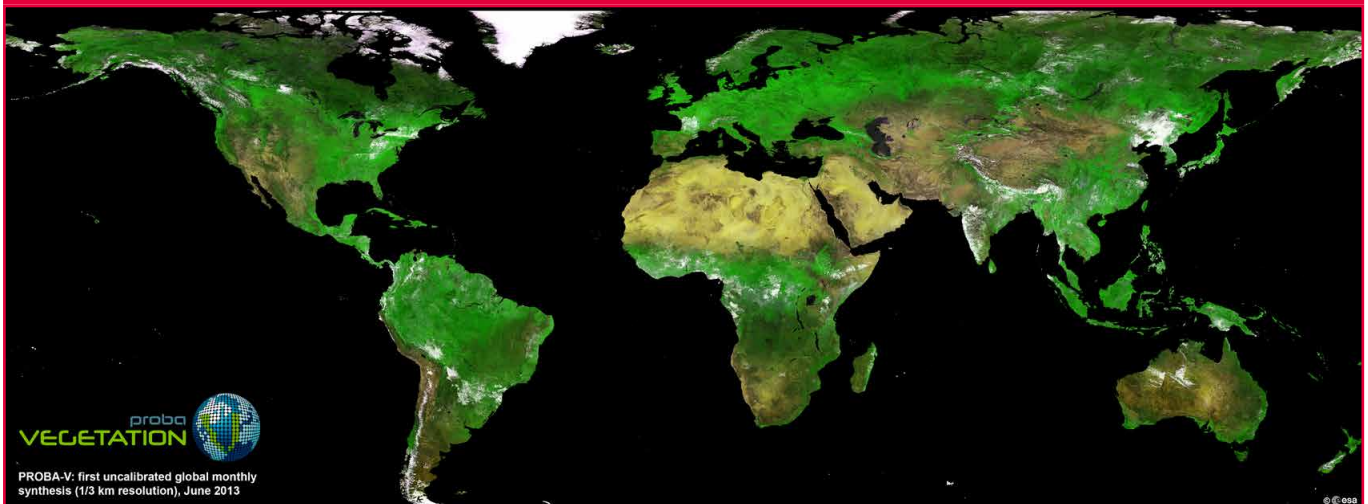 proba
VEGETATION
PROBA-V: first uncalibrated global monthly
synthesis (1/3 km resolution), June 2013
© esa